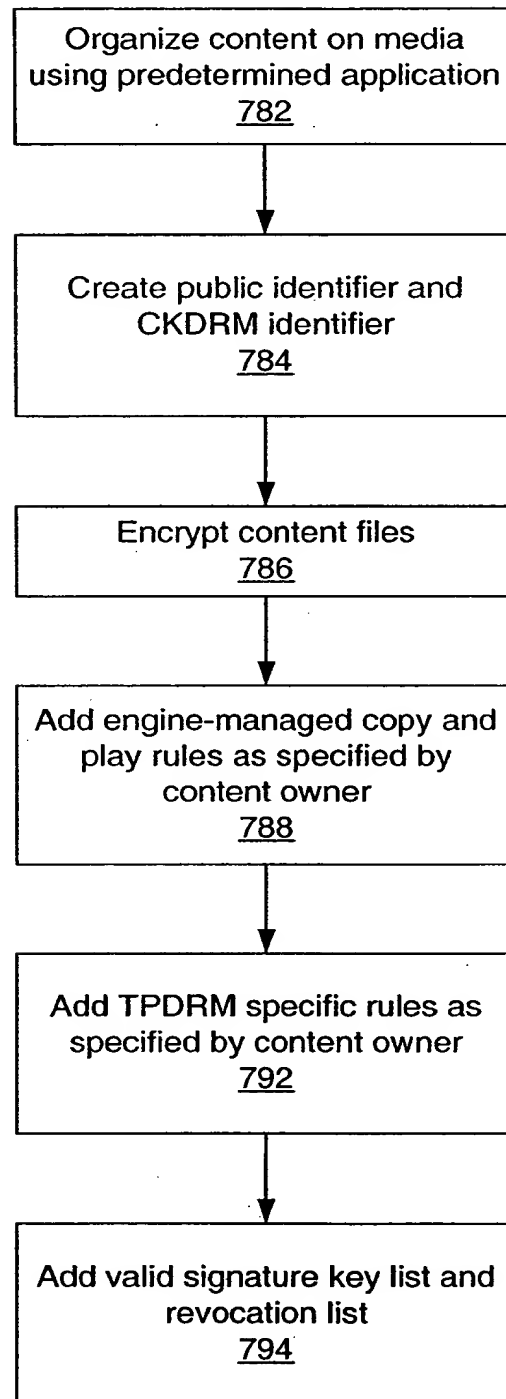 Organize content on media
using predetermined application
782
Create public identifier and
CKDRM identifier
784
Encrypt content files
786
Add engine-managed copy and
play rules as specified by
content owner
788
Add TPDRM specific rules as
specified by content owner
792
Add valid signature key list and
revocation list
794